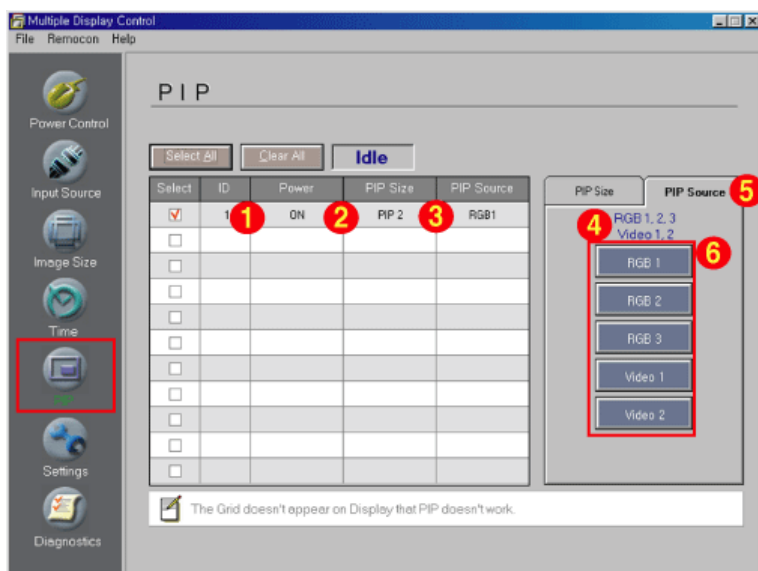 Multiple Display Control
File Remocon Help
Power Control
Input Source
Image Size
Time
PIP
Settings
Diagnostics
PIP
Select All Clear All Idle
Select ID Power PIP Size PIP Source
1 ON PIP 2 RGB1
1 2 3
PIP Size PIP Source 5
4 RGB 1, 2, 3
Video 1, 2
6
RGB 1
RGB 2
RGB 3
Video 1
Video 2
The Grid doesn't appear on Display that PIP doesn't work.